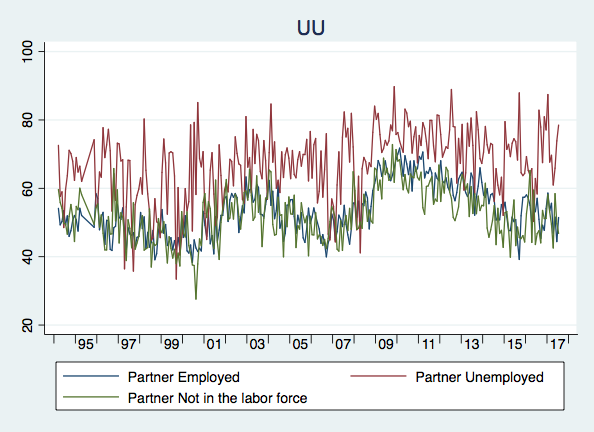 UU
100
80
60
40
20
95 97 99 01 03 05 07 09 11 13 15 17
Partner Employed Partner Unemployed
Partner Not in the labor force